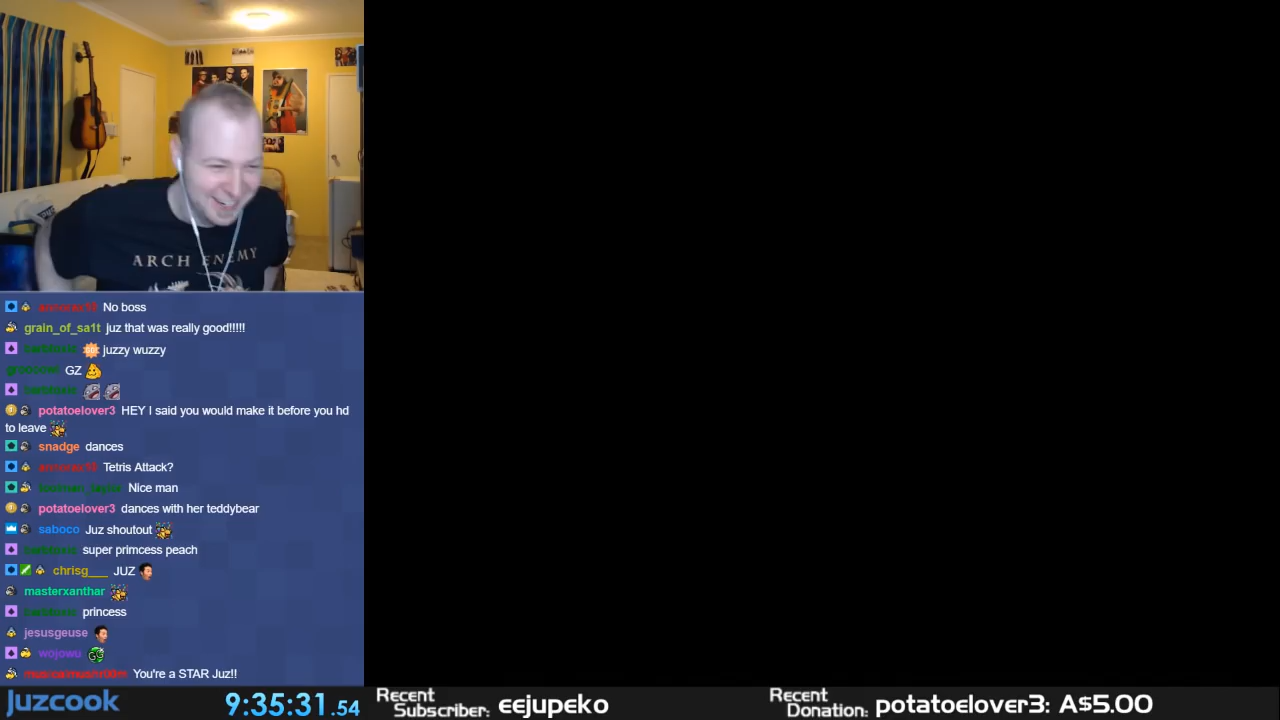 ARCH ENEMY
No boss
grain_of_sa1t juz that was really good!!!!!
juzzy wuzzy
GZ
potatoelover3 HEY I said you would make it before you hd
to leave
snadge dances
Tetris Attack?
Nice man
potatoelover3 dances with her teddybear
saboco Juz shoutout
super primcess peach
chrisg___ JUZ
masterxanthar
princess
jesusgeuse
wojowu
You're a STAR Juz!!
Juzcook 9:35:31.54 Recent Subscriber: eejupeko Recent Donation: potatoelover3: A$5.00